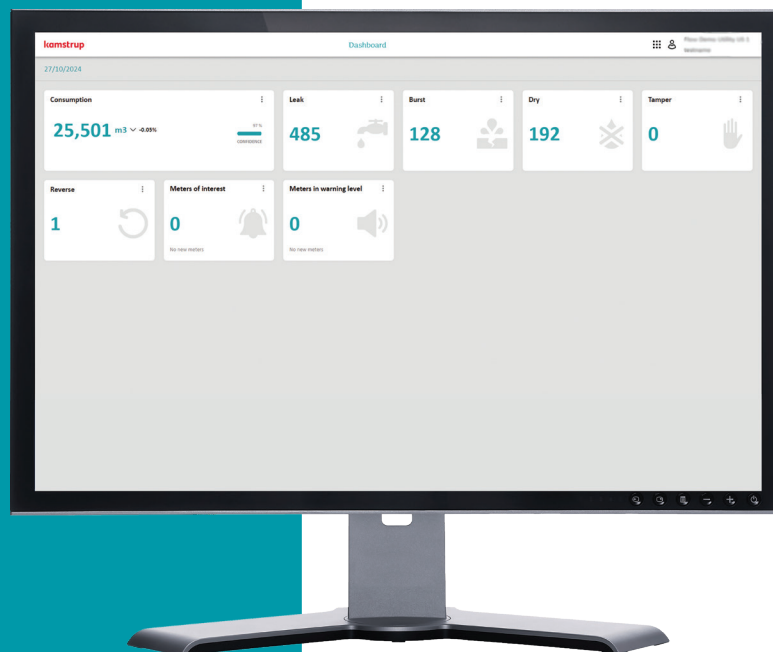 kamstrup
Dashboard
27/10/2024
Consumption
25,501 m3 -0.05%
97 %
CONFIDENCE
Leak
485
Burst
128
Dry
192
Tamper
0
Reverse
1
Meters of interest
0
No new meters
Meters in warning level
0
No new meters